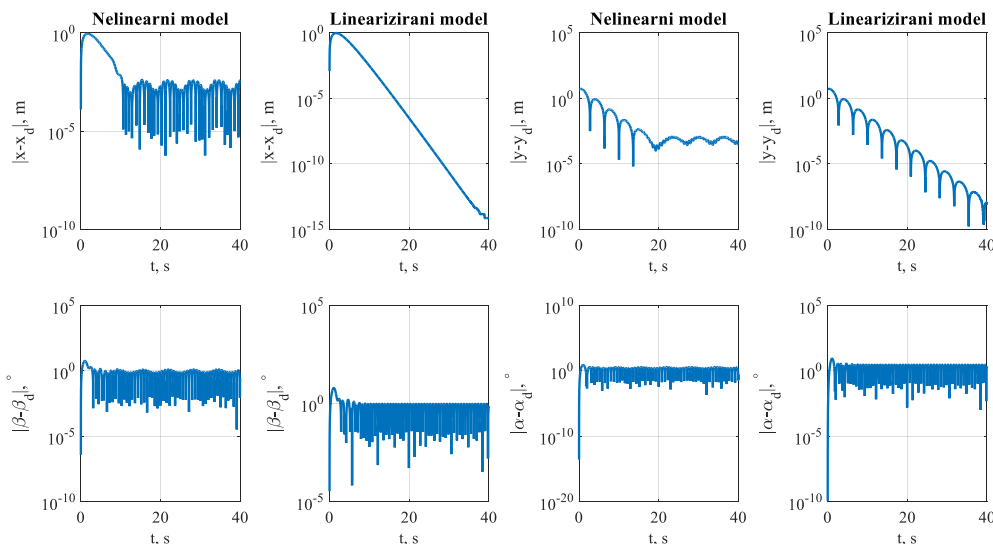 Nelinearni model
Linearizirani model
Nelinearni model
Linearizirani model
10^0
10^-5
10^-10
0 20 40
t, s
|x-x_d|, m
10^0
10^-5
10^-10
10^-15
0 20 40
t, s
|x-x_d|, m
10^5
10^0
10^-5
10^-10
0 20 40
t, s
|y-y_d|, m
10^5
10^0
10^-5
10^-10
0 20 40
t, s
|y-y_d|, m
10^5
10^0
10^-5
10^-10
0 20 40
t, s
|β-β_d|, °
10^5
10^0
10^-5
0 20 40
t, s
|β-β_d|, °
10^10
10^0
10^-10
10^-20
0 20 40
t, s
|α-α_d|, °
10^5
10^0
10^-5
10^-10
0 20 40
t, s
|α-α_d|, °